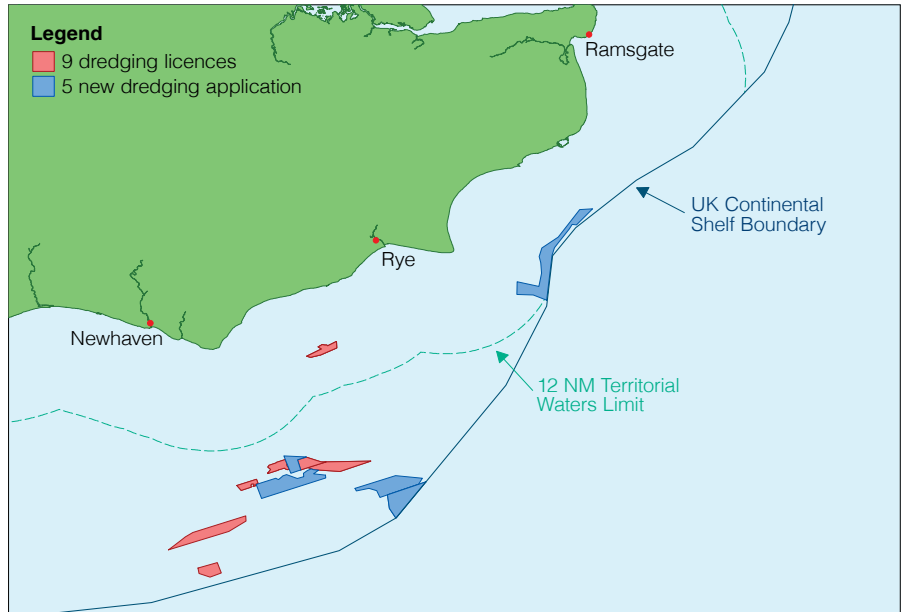 Legend
9 dredging licences
5 new dredging application
Ramsgate
UK Continental
Shelf Boundary
Rye
Newhaven
12 NM Territorial
Waters Limit